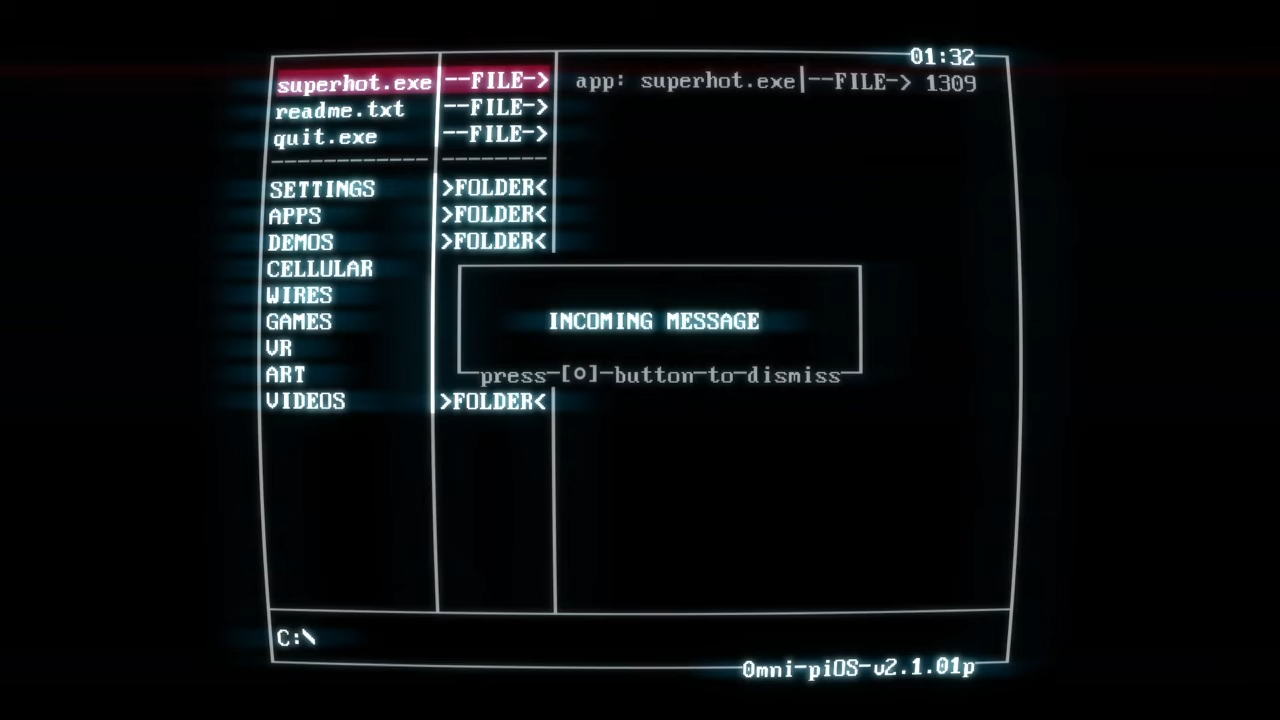 01:32
superhot.exe --FILE-> app: superhot.exe|--FILE-> 1309
readme.txt --FILE->
quit.exe --FILE->
------------ --------
SETTINGS >FOLDER<
APPS >FOLDER<
DEMOS >FOLDER<
CELLULAR
WIRES
GAMES
VR
ART
VIDEOS >FOLDER<
INCOMING MESSAGE
press-[O]-button-to-dismiss
C:\
Omni-piOS-v2.1.01p